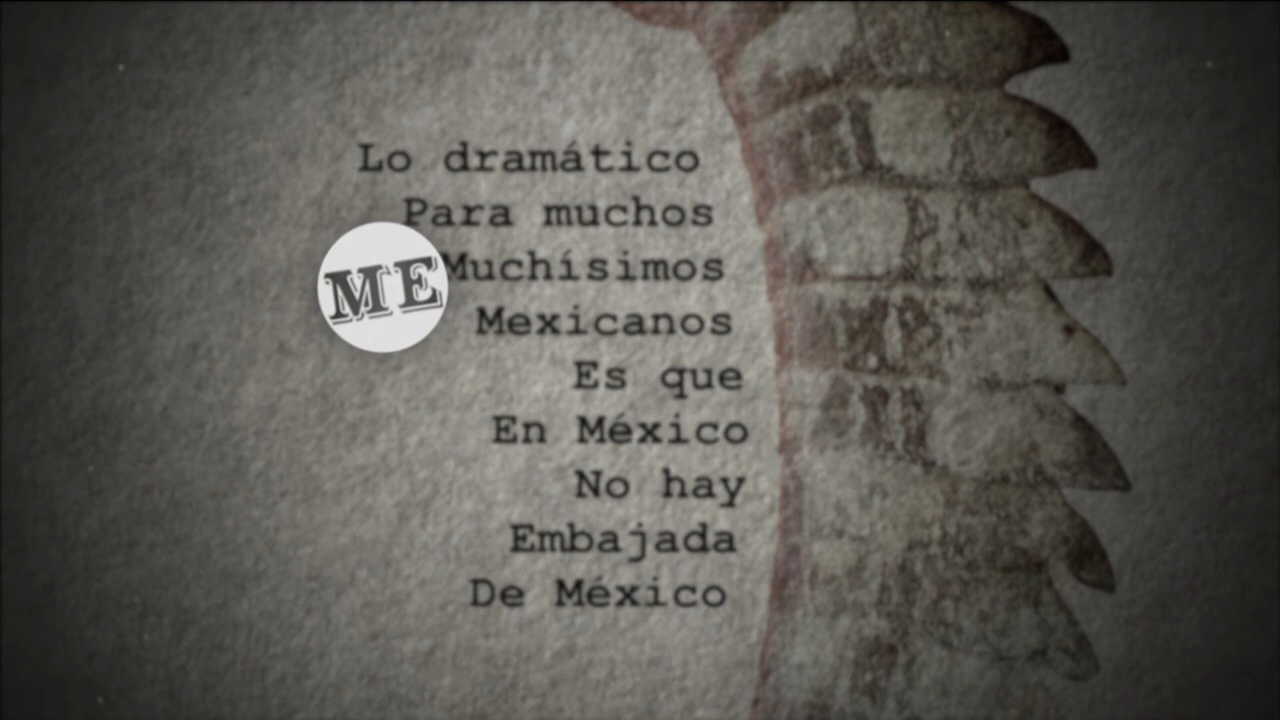 Lo dramático
Para muchos
ME
Muchísimos
Mexicanos
Es que
En México
No hay
Embajada
De México